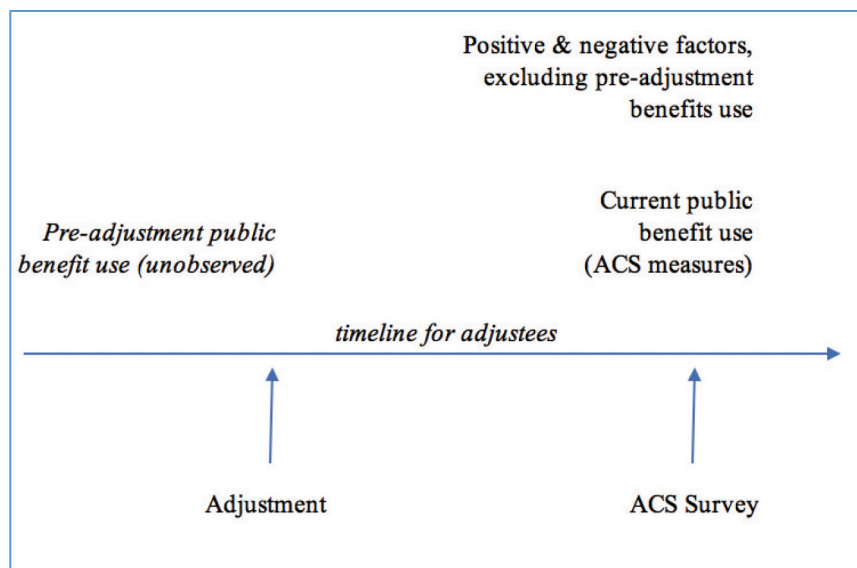 Positive & negative factors,
excluding pre-adjustment
benefits use
Current public
benefit use
(ACS measures)
Pre-adjustment public
benefit use (unobserved)
timeline for adjustees
Adjustment
ACS Survey